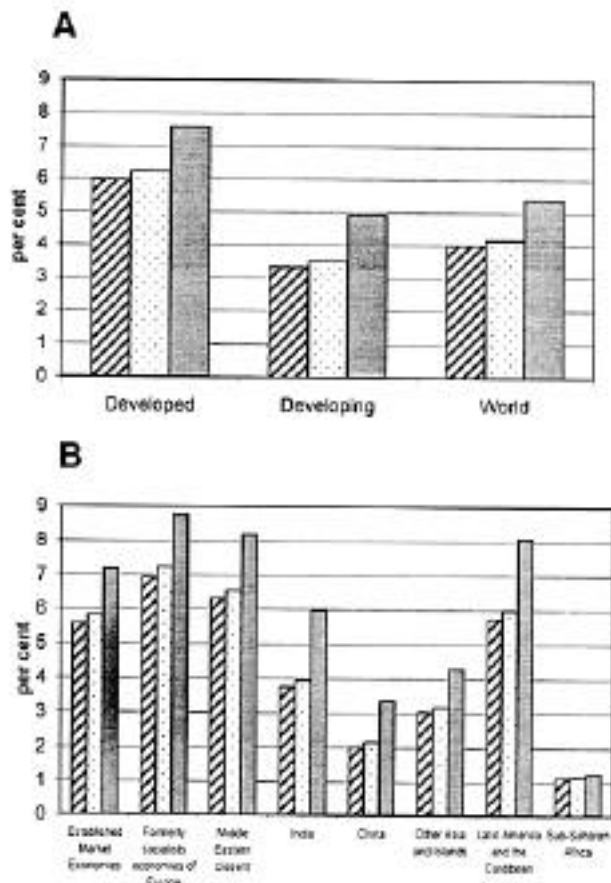 A
9
8
7
6
5
4
3
2
1
0
per cent
Developed
Developing
World
B
9
8
7
6
5
4
3
2
1
0
per cent
Established
Market
Economies
Formerly
socialists
economies of
Europe
Middle
Eastern
crescent
India
China
Other Asia
and Islands
Latin America
and the
Caribbean
Sub-Saharan
Africa